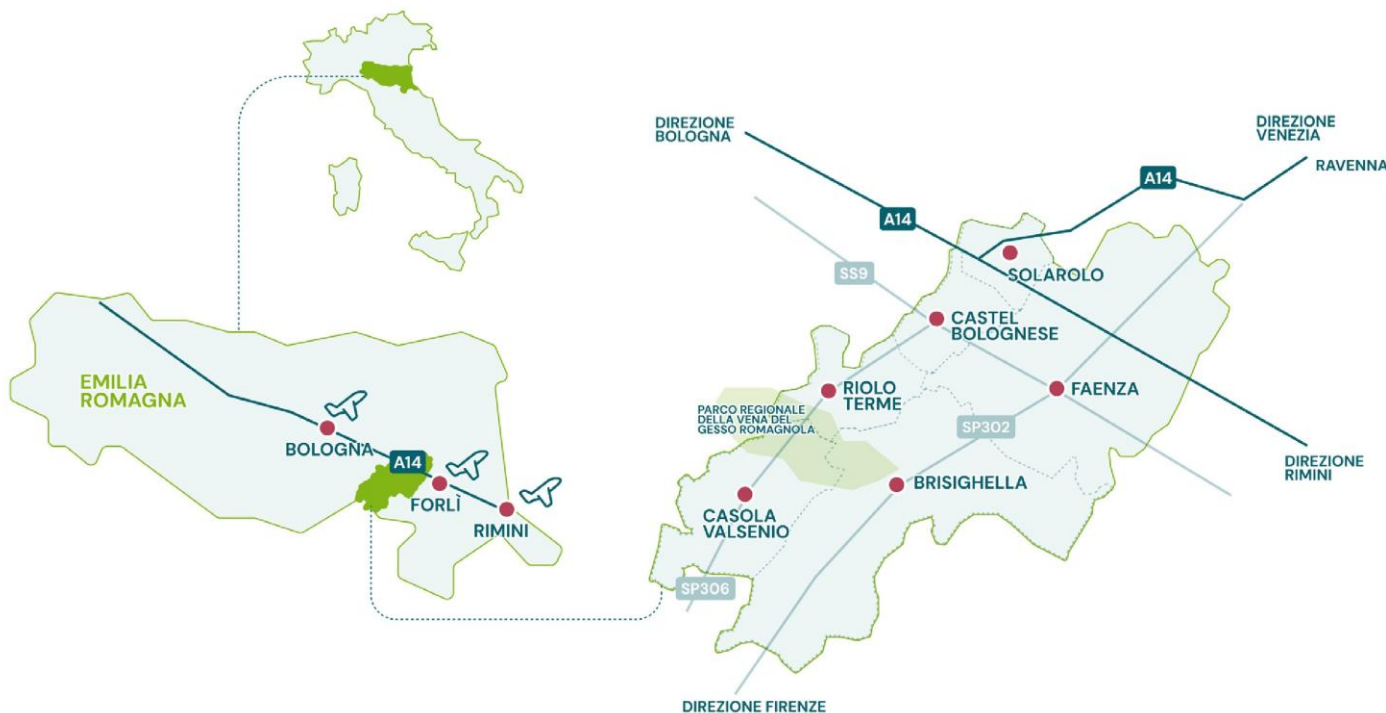 EMILIA
ROMAGNA
BOLOGNA
A14
FORLÌ
RIMINI
DIREZIONE
BOLOGNA
DIREZIONE
VENEZIA
RAVENNA
A14
A14
SS9
SOLAROLO
CASTEL
BOLOGNESE
RIOLO
TERME
FAENZA
PARCO REGIONALE
DELLA VENA DEL
GESSO ROMAGNOLA
SP302
DIREZIONE
RIMINI
BRISIGHELLA
CASOLA
VALSENIO
SP306
DIREZIONE FIRENZE